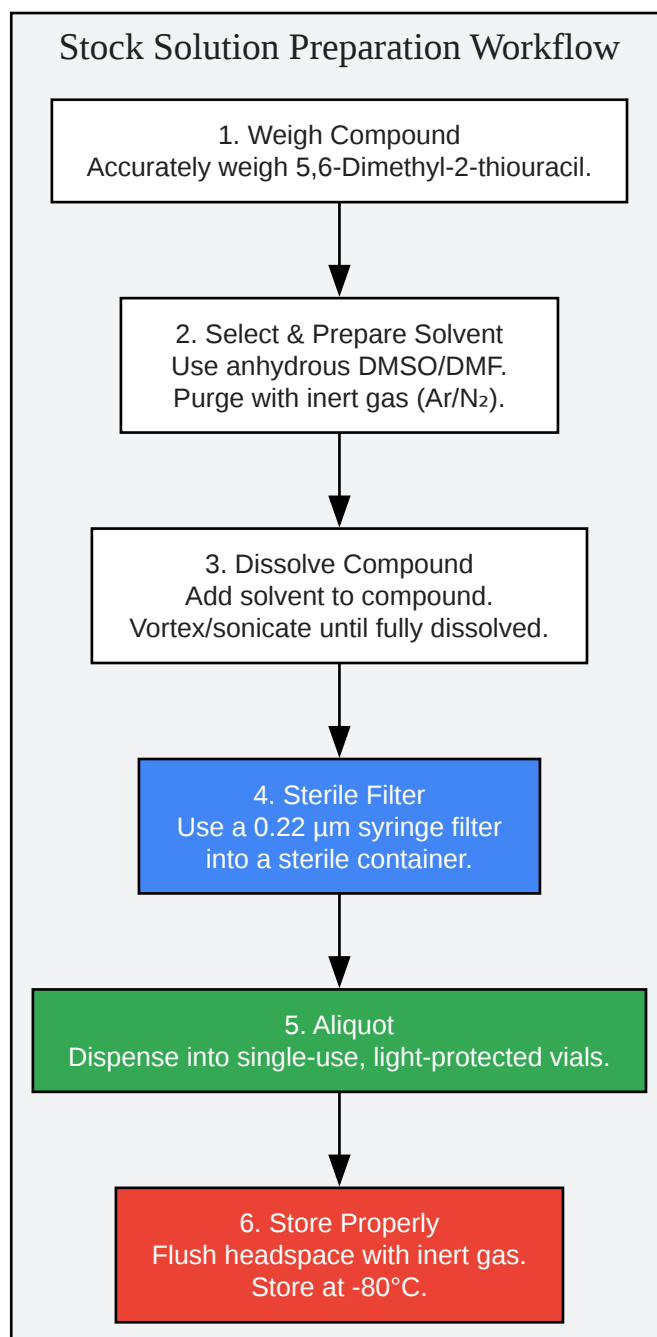 Stock Solution Preparation Workflow
1. Weigh Compound
Accurately weigh 5,6-Dimethyl-2-thiouracil.
2. Select & Prepare Solvent
Use anhydrous DMSO/DMF.
Purge with inert gas (Ar/N₂).
3. Dissolve Compound
Add solvent to compound.
Vortex/sonicate until fully dissolved.
4. Sterile Filter
Use a 0.22 µm syringe filter
into a sterile container.
5. Aliquot
Dispense into single-use, light-protected vials.
6. Store Properly
Flush headspace with inert gas.
Store at -80°C.